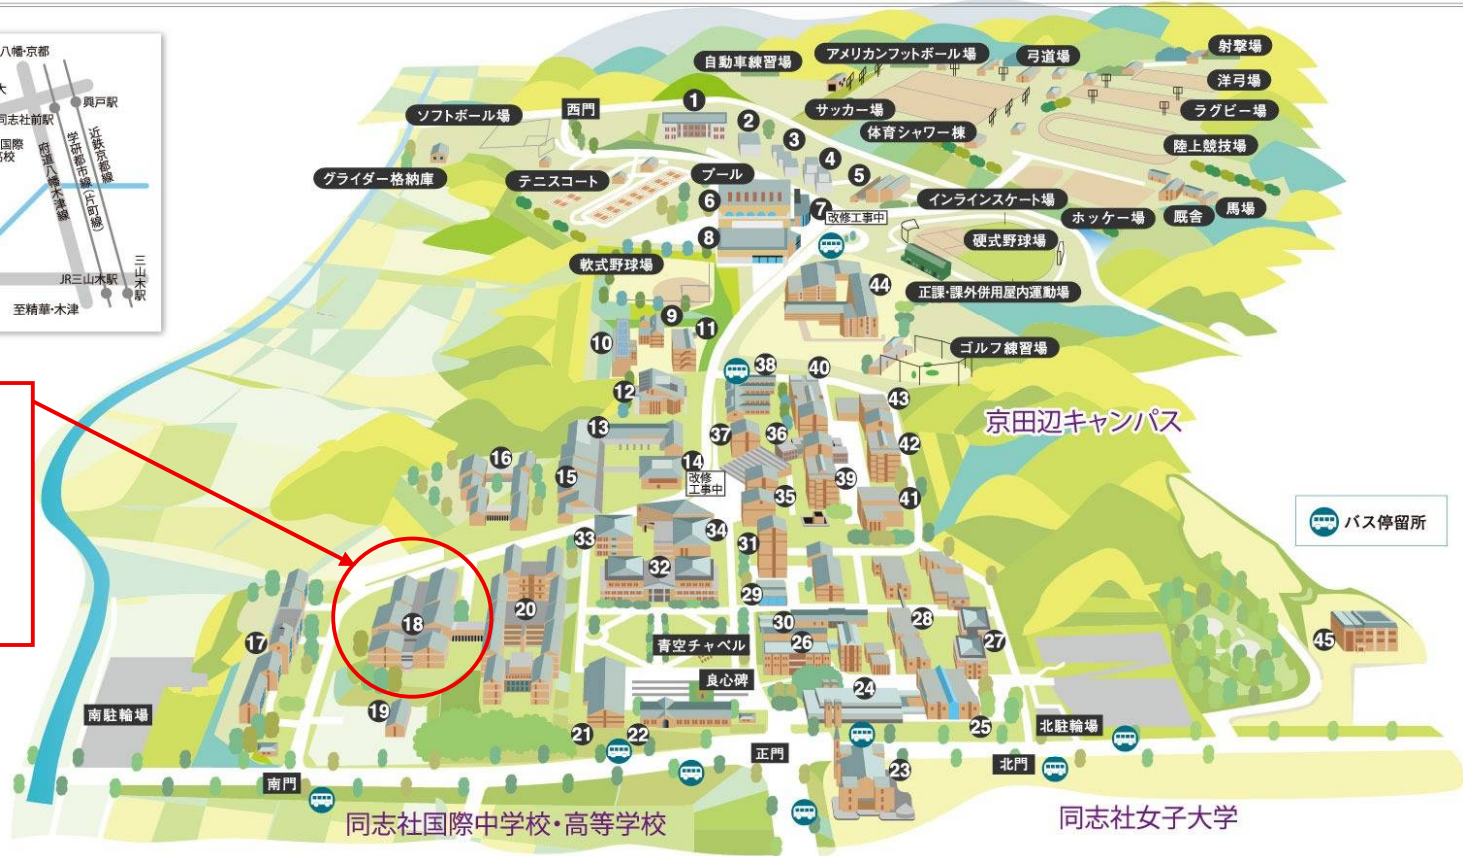 八幡・京都
大
興戸駅
同志社前駅
国際
高校
近鉄京都線
学研都市線(片町線)
府道八幡木津線
JR三山木駅
三山木駅
至精華・木津
自動車練習場
アメリカンフットボール場
弓道場
射撃場
洋弓場
ラグビー場
陸上競技場
ソフトボール場
西門
1
2
3
4
5
サッカー場
体育シャワー棟
グライダー格納庫
テニスコート
プール
6
7
改修工事中
8
インラインスケート場
ホッケー場
厩舎
馬場
硬式野球場
軟式野球場
正課・課外併用屋内運動場
44
9
10
11
ゴルフ練習場
12
38
40
43
京田辺キャンパス
13
37
36
42
14
改修
工事中
15
16
35
39
41
バス停留所
33
34
31
32
29
30
28
18
20
17
青空チャペル
26
27
45
良心碑
24
19
南駐輪場
21
22
25
北駐輪場
正門
23
北門
南門
同志社国際中学校・高等学校
同志社女子大学